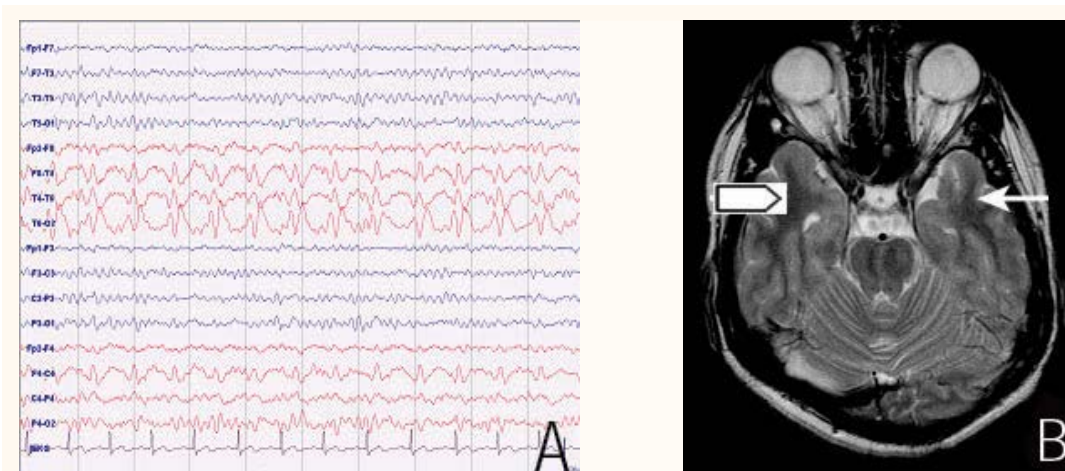 Fp1-F7
F7-T3
T3-T5
T5-O1
Fp2-F8
F8-T4
T4-T6
T6-O2
Fp1-F3
F3-C3
C3-P3
P3-O1
Fp2-F4
F4-C4
C4-P4
P4-O2
EKG
A
B